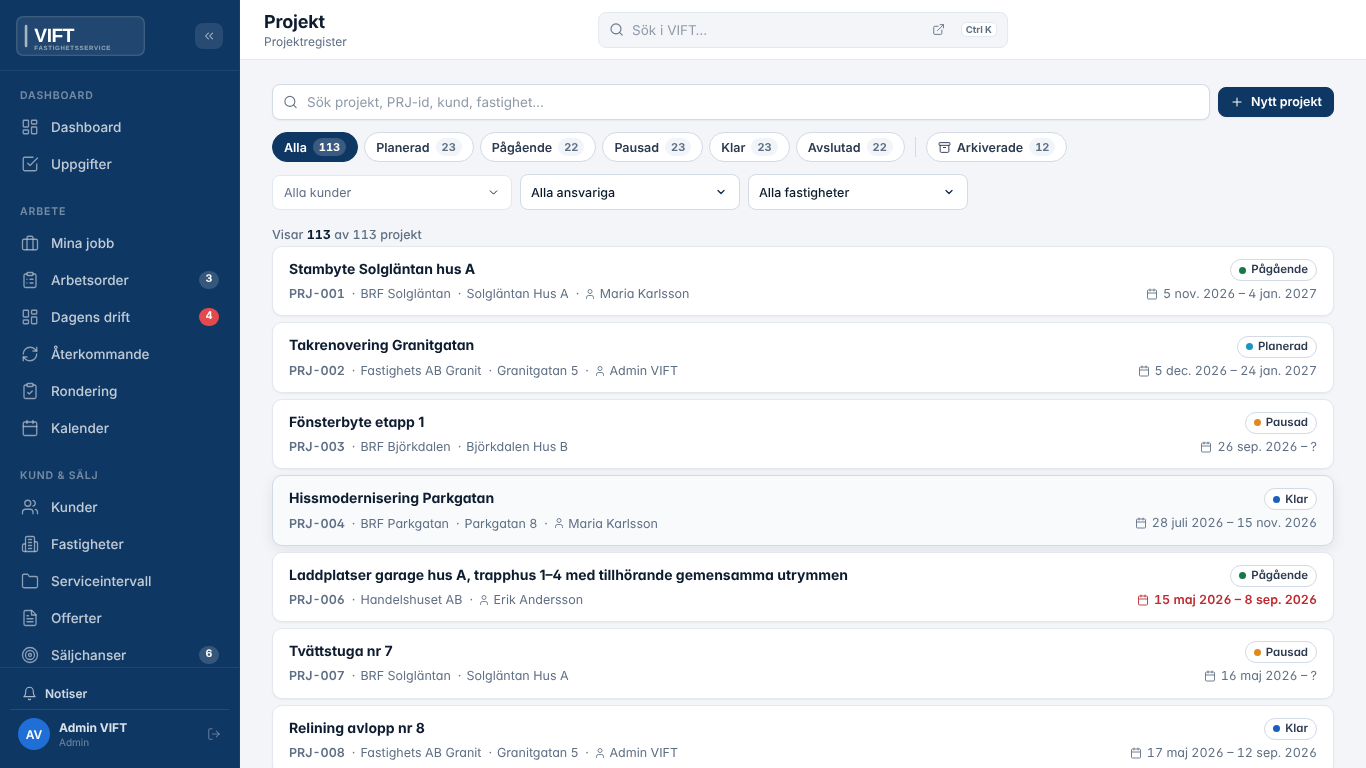 VIFT
FASTIGHETSSERVICE
DASHBOARD
Dashboard
Uppgifter
ARBETE
Mina jobb
Arbetsorder 3
Dagens drift 4
Återkommande
Rondering
Kalender
KUND & SÄLJ
Kunder
Fastigheter
Serviceintervall
Offerter
Säljchanser 6
Notiser
AV Admin VIFT
Admin
Projekt
Projektregister
Sök i VIFT... Ctrl K
Sök projekt, PRJ-id, kund, fastighet...
Nytt projekt
Alla 113 Planerad 23 Pågående 22 Pausad 23 Klar 23 Avslutad 22 Arkiverade 12
Alla kunder Alla ansvariga Alla fastigheter
Visar 113 av 113 projekt
Stambyte Solgläntan hus A Pågående
PRJ-001 · BRF Solgläntan · Solgläntan Hus A · Maria Karlsson 5 nov. 2026 – 4 jan. 2027
Takrenovering Granitgatan Planerad
PRJ-002 · Fastighets AB Granit · Granitgatan 5 · Admin VIFT 5 dec. 2026 – 24 jan. 2027
Fönsterbyte etapp 1 Pausad
PRJ-003 · BRF Björkdalen · Björkdalen Hus B 26 sep. 2026 – ?
Hissmodernisering Parkgatan Klar
PRJ-004 · BRF Parkgatan · Parkgatan 8 · Maria Karlsson 28 juli 2026 – 15 nov. 2026
Laddplatser garage hus A, trapphus 1–4 med tillhörande gemensamma utrymmen Pågående
PRJ-006 · Handelshuset AB · Erik Andersson 15 maj 2026 – 8 sep. 2026
Tvättstuga nr 7 Pausad
PRJ-007 · BRF Solgläntan · Solgläntan Hus A 16 maj 2026 – ?
Relining avlopp nr 8 Klar
PRJ-008 · Fastighets AB Granit · Granitgatan 5 · Admin VIFT 17 maj 2026 – 12 sep. 2026